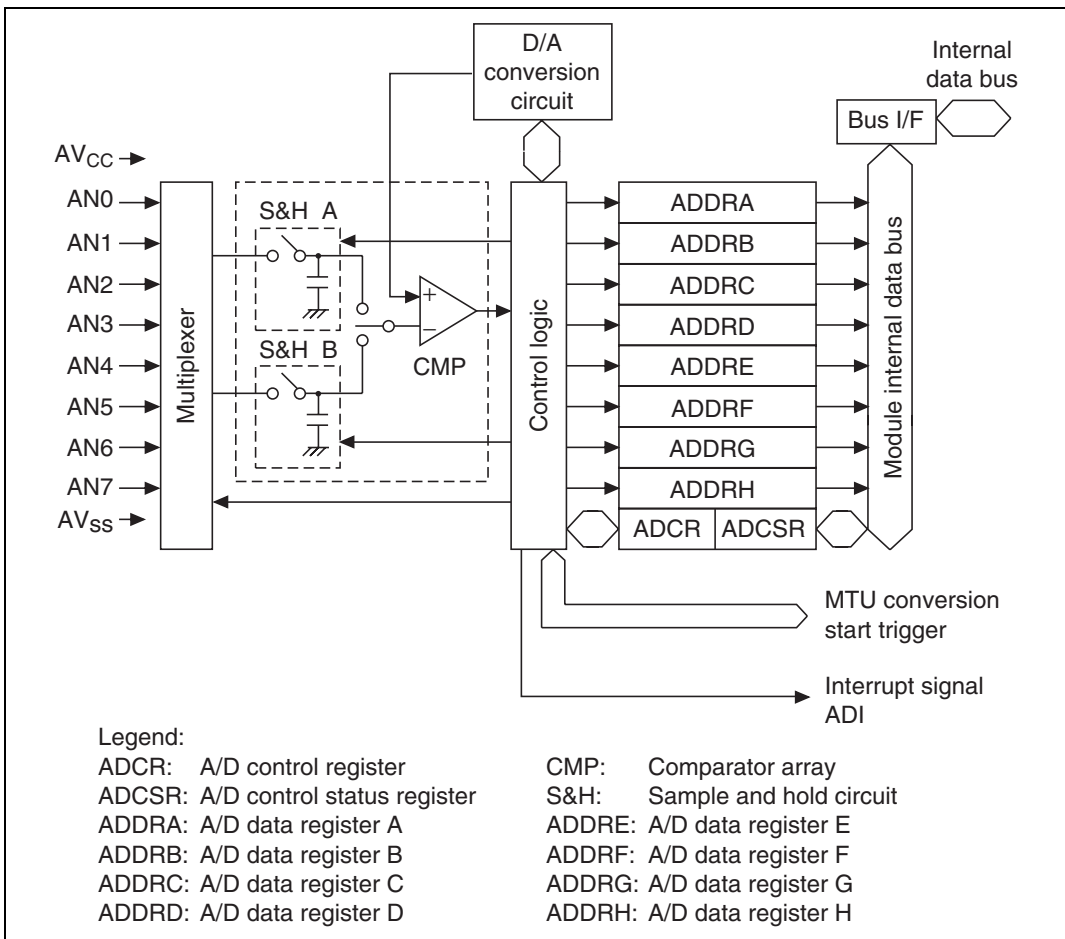 D/A
conversion
circuit
Internal
data bus
Bus I/F
AVCC
AN0
AN1
AN2
AN3
AN4
AN5
AN6
AN7
AVSS
Multiplexer
S&H A
S&H B
+
−
CMP
Control logic
ADDRA
ADDRB
ADDRC
ADDRD
ADDRE
ADDRF
ADDRG
ADDRH
ADCR
ADCSR
Module internal data bus
MTU conversion
start trigger
Interrupt signal
ADI
Legend:
ADCR: A/D control register
ADCSR: A/D control status register
ADDRA: A/D data register A
ADDRB: A/D data register B
ADDRC: A/D data register C
ADDRD: A/D data register D
CMP: Comparator array
S&H: Sample and hold circuit
ADDRE: A/D data register E
ADDRF: A/D data register F
ADDRG: A/D data register G
ADDRH: A/D data register H